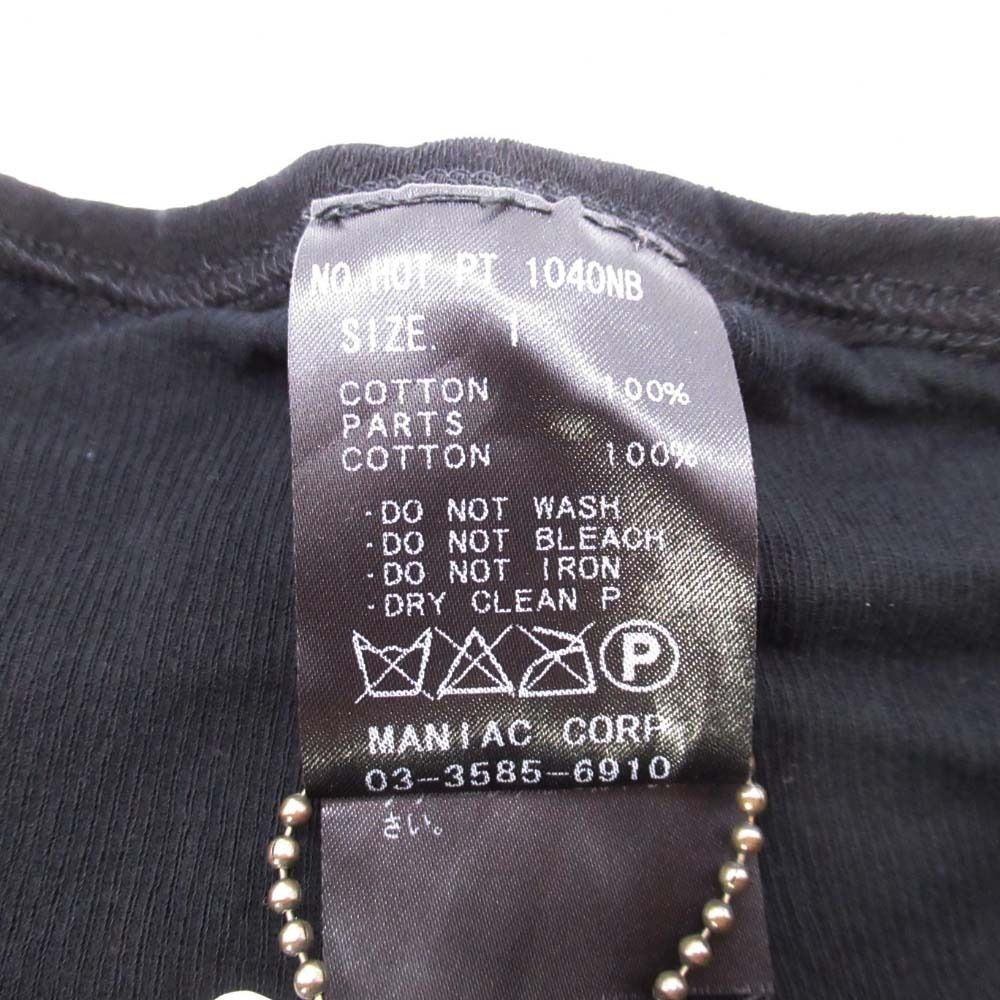 NO.HOT PT 1040NB
SIZE. 1
COTTON 100%
PARTS
COTTON 100%
·DO NOT WASH
·DO NOT BLEACH
·DO NOT IRON
·DRY CLEAN P
P
MANIAC CORP.
03-3585-6910
さい。